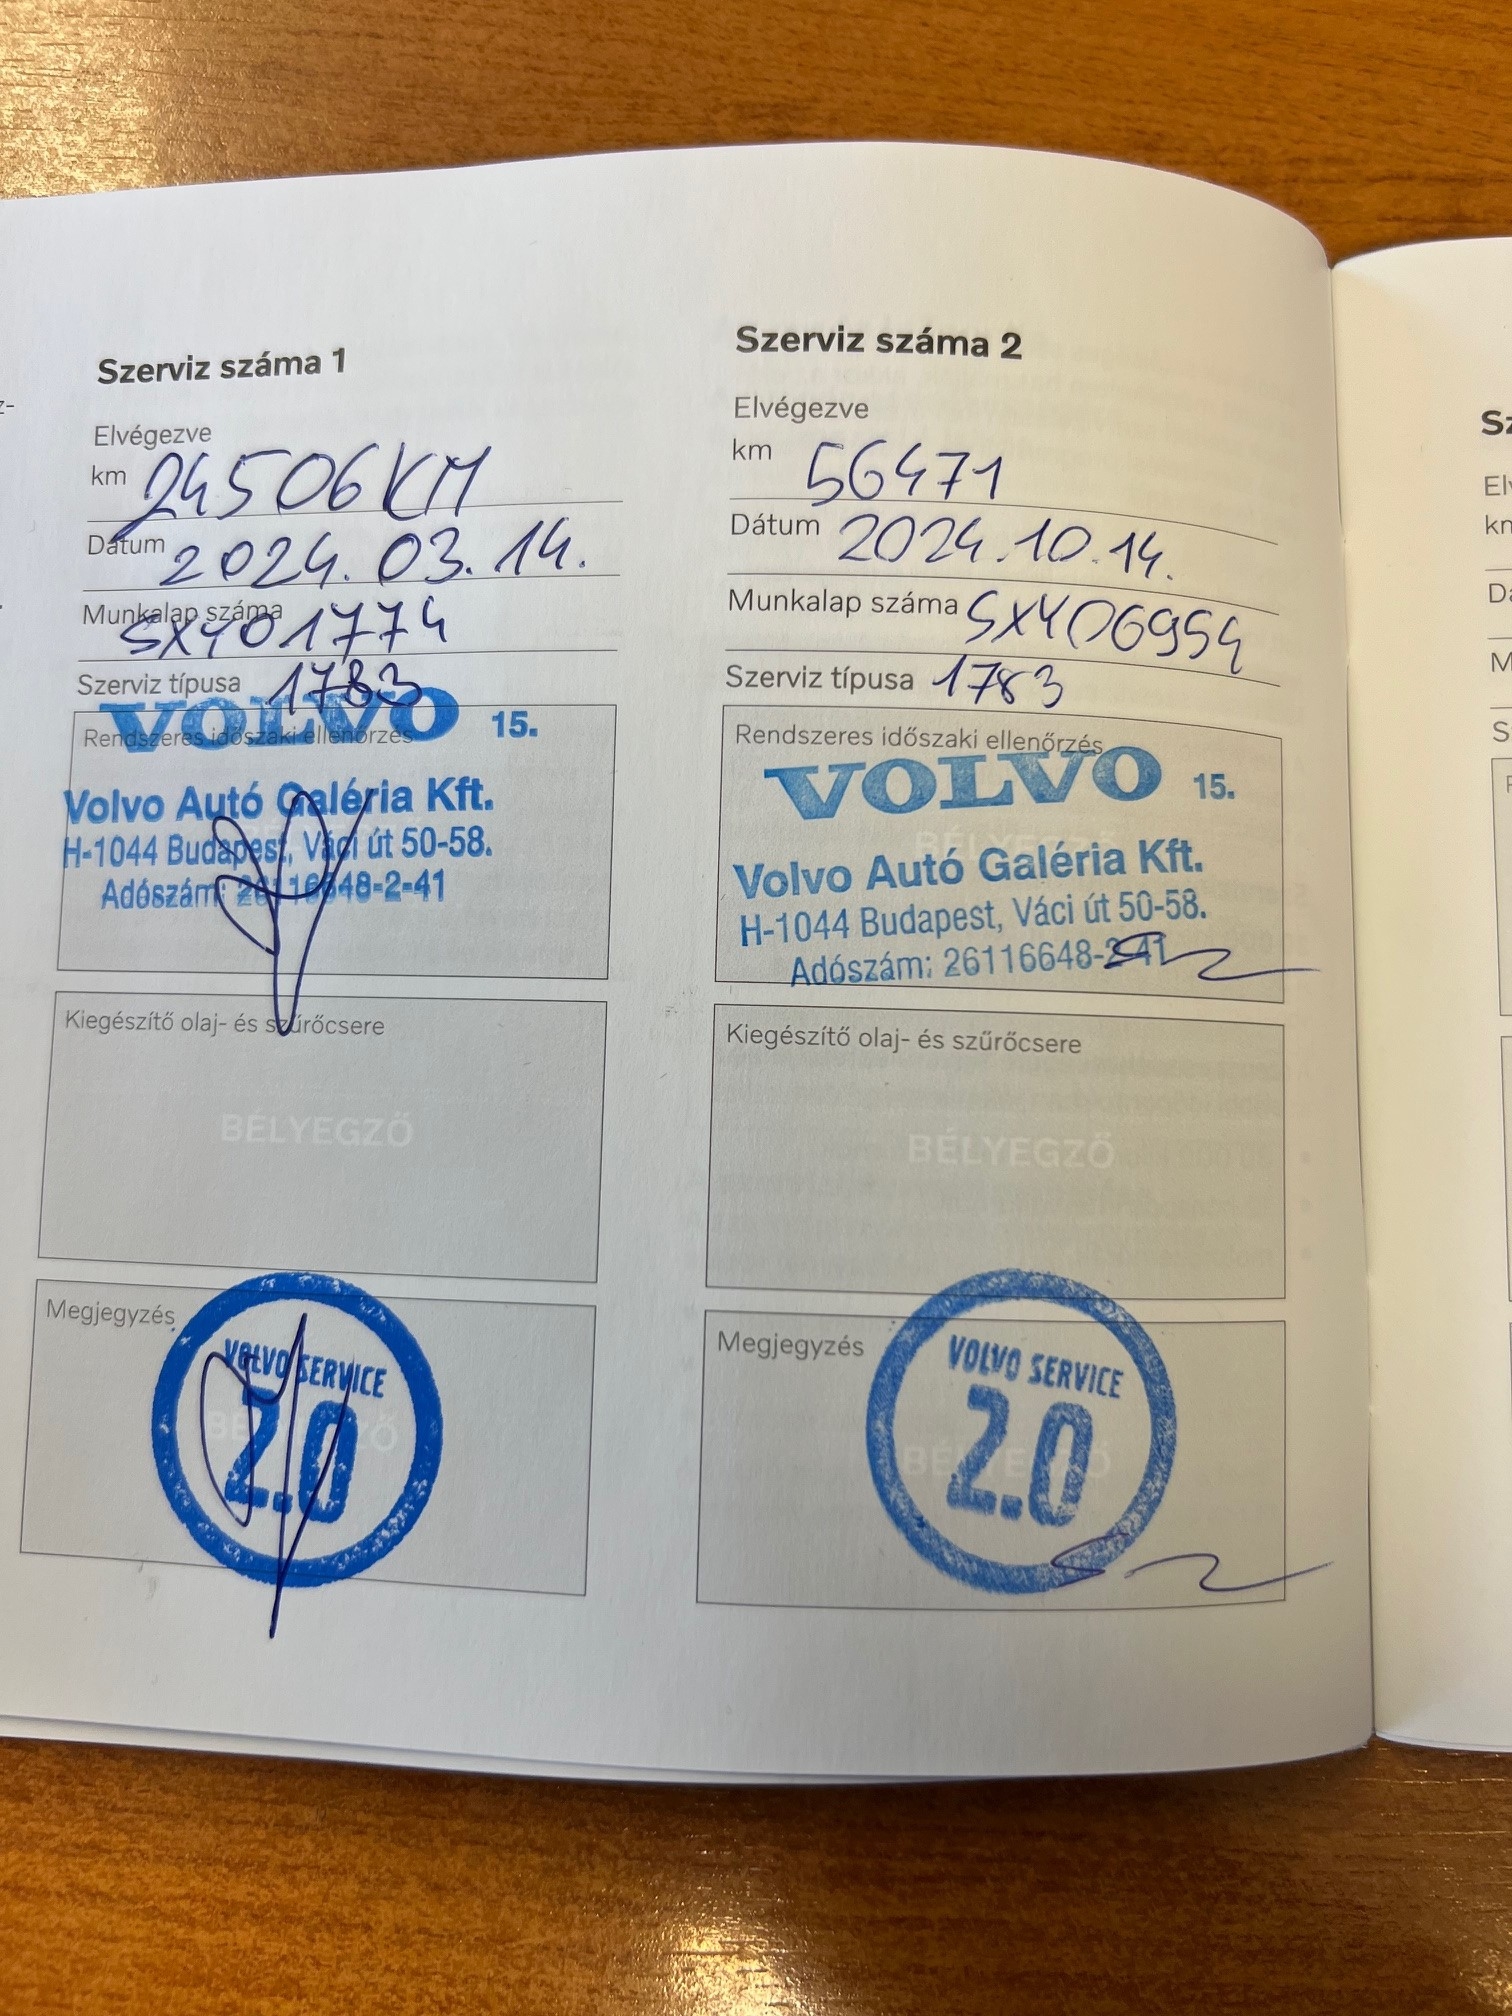 Szerviz száma 1
Elvégezve
km 24506KM
Dátum 2024.03.14.
Munkalap száma SX401774
Szerviz típusa 1783
Rendszeres időszaki ellenőrzés
VOLVO 15.
Volvo Autó Galéria Kft.
H-1044 Budapest, Váci út 50-58.
Adószám: 26116648-2-41
Kiegészítő olaj- és szűrőcsere
BÉLYEGZŐ
Megjegyzés
VOLVO SERVICE
2.0
BÉLYEGZŐ
Szerviz száma 2
Elvégezve
km 56471
Dátum 2024.10.14.
Munkalap száma SX406954
Szerviz típusa 1783
Rendszeres időszaki ellenőrzés
VOLVO 15.
BÉLYEGZŐ
Volvo Autó Galéria Kft.
H-1044 Budapest, Váci út 50-58.
Adószám: 26116648-2-41
Kiegészítő olaj- és szűrőcsere
BÉLYEGZŐ
Megjegyzés
VOLVO SERVICE
2.0
BÉLYEGZŐ